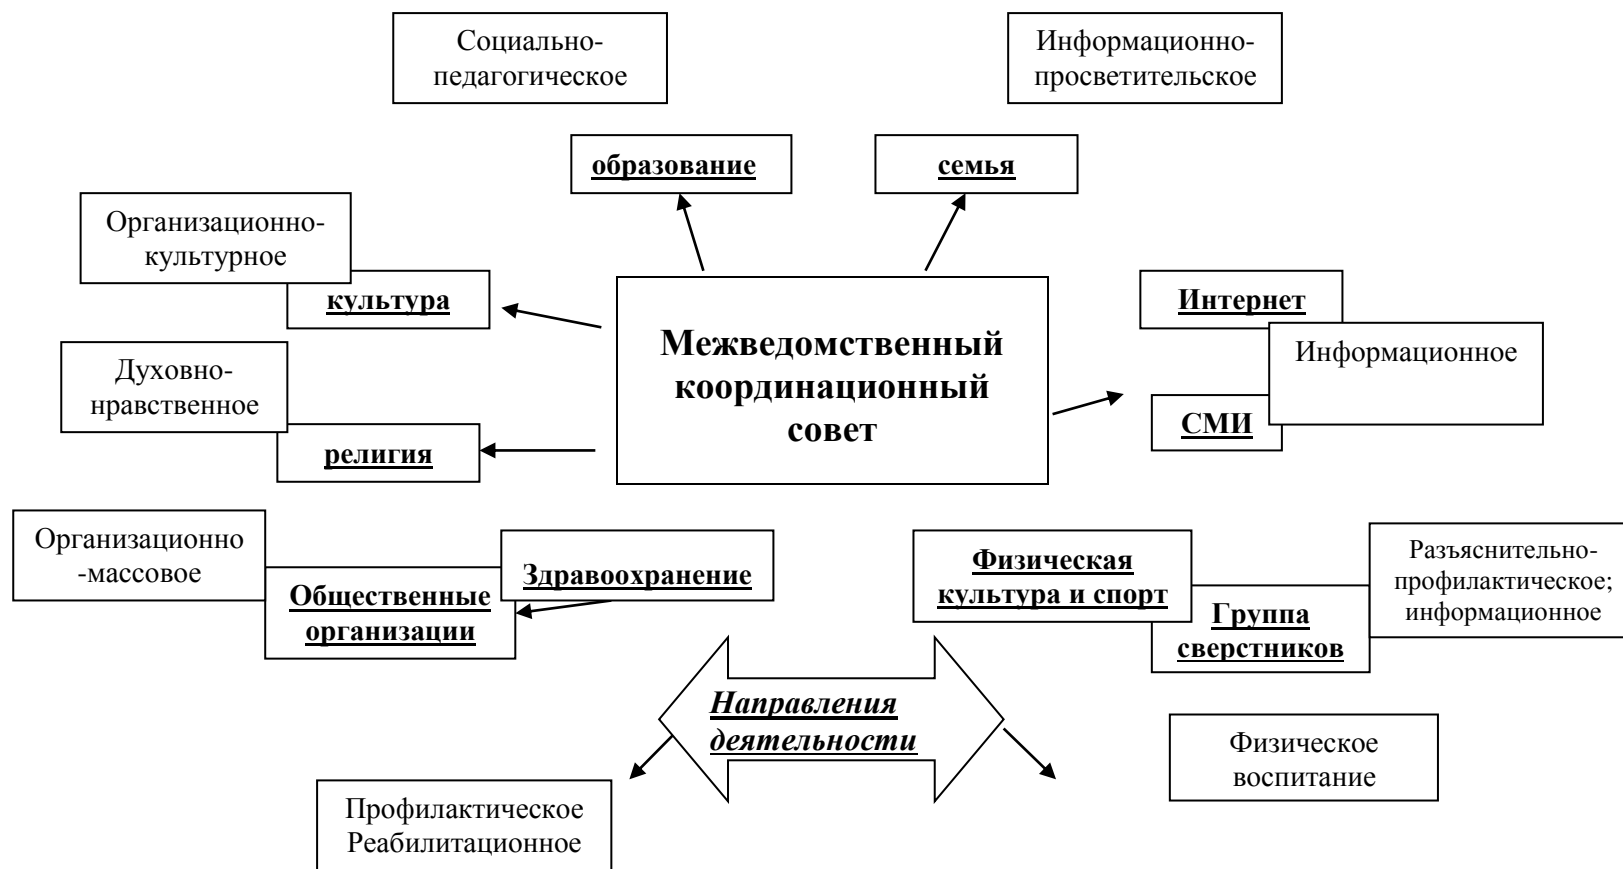 Социально-
педагогическое
Информационно-
просветительское
образование
семья
Организационно-
культурное
культура
Интернет
Информационное
Межведомственный
координационный
совет
Духовно-
нравственное
религия
СМИ
Организационно
-массовое
Общественные
организации
Здравоохранение
Физическая
культура и спорт
Группа
сверстников
Разъяснительно-
профилактическое;
информационное
Направления
деятельности
Физическое
воспитание
Профилактическое
Реабилитационное